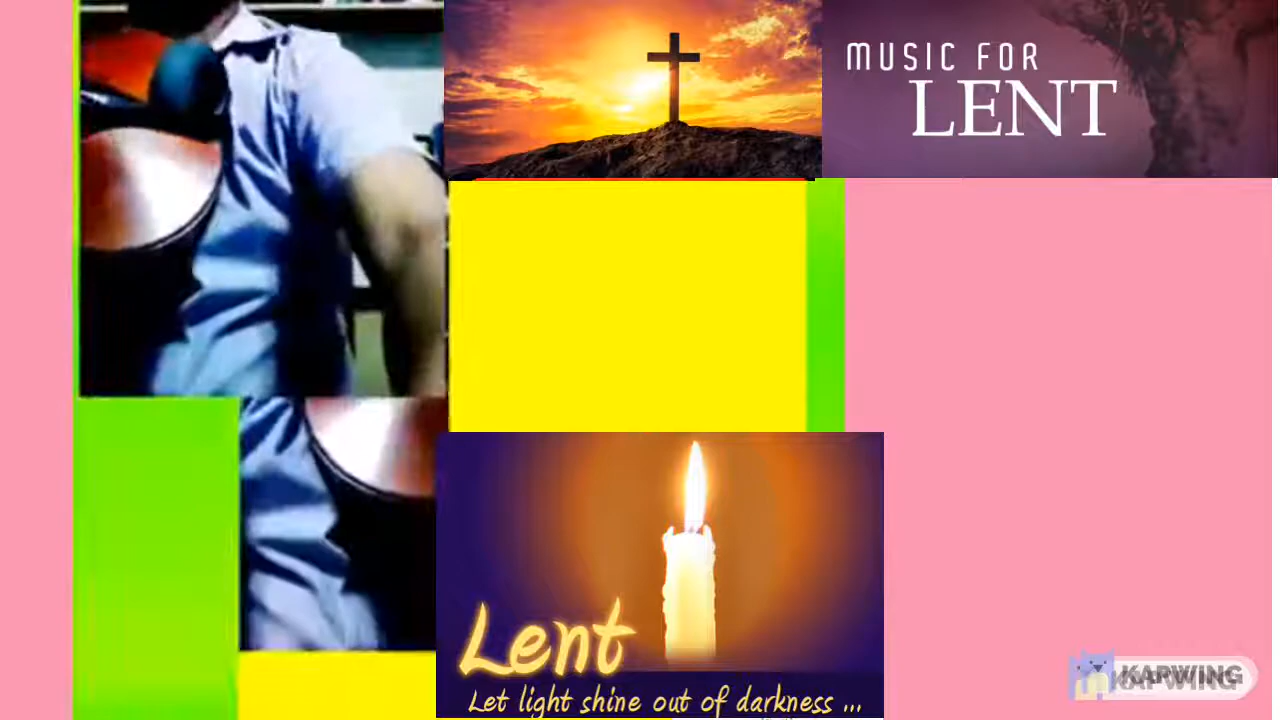 MUSIC FOR
LENT
Lent
Let light shine out of darkness ...
KAPWING